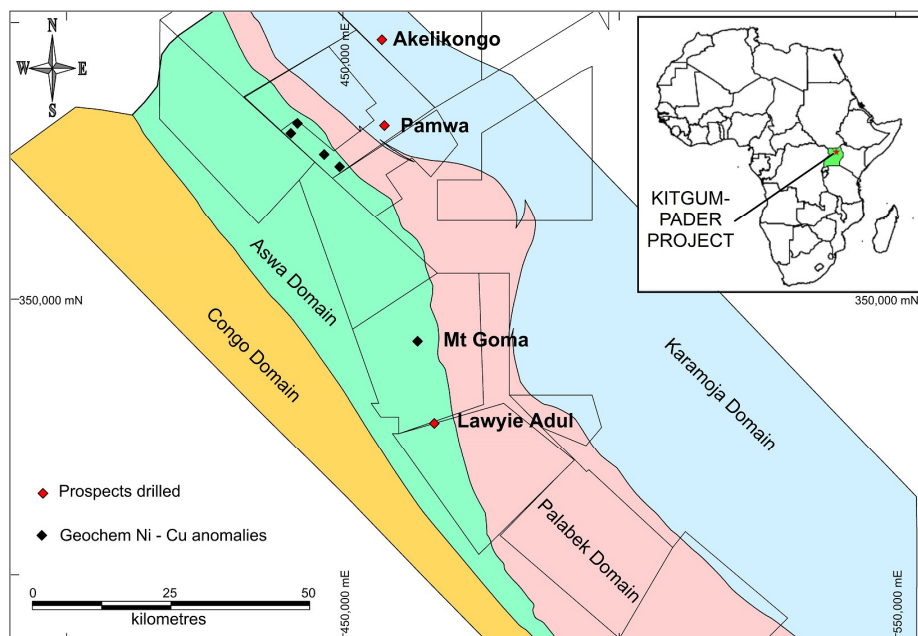 N
W E
S
450,000 mE
Akelikongo
Pamwa
KITGUM-
PADER
PROJECT
Aswa Domain
350,000 mN
350,000 mN
Congo Domain
Mt Goma
Karamoja Domain
Lawyie Adul
Prospects drilled
Palabek Domain
Geochem Ni - Cu anomalies
0 25 50
kilometres
450,000 mE
550,000 mE